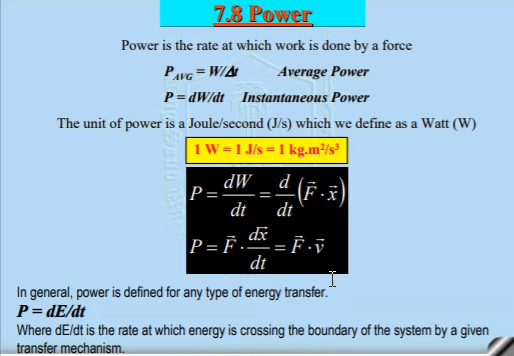 7.8 Power
Power is the rate at which work is done by a force
P_AVG = W/Δt Average Power
P = dW/dt Instantaneous Power
The unit of power is a Joule/second (J/s) which we define as a Watt (W)
1 W = 1 J/s = 1 kg.m²/s³
P = dW/dt = d/dt (F⃗ · x⃗)
P = F⃗ · dx⃗/dt = F⃗ · v⃗
In general, power is defined for any type of energy transfer.
P = dE/dt
Where dE/dt is the rate at which energy is crossing the boundary of the system by a given
transfer mechanism.